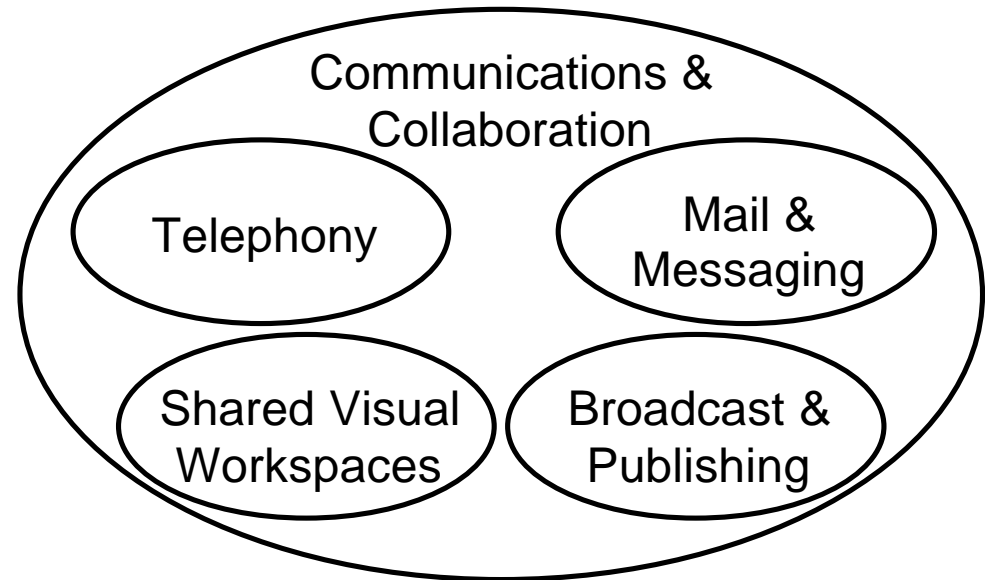 Communications &
Collaboration
Telephony
Mail &
Messaging
Shared Visual
Workspaces
Broadcast &
Publishing